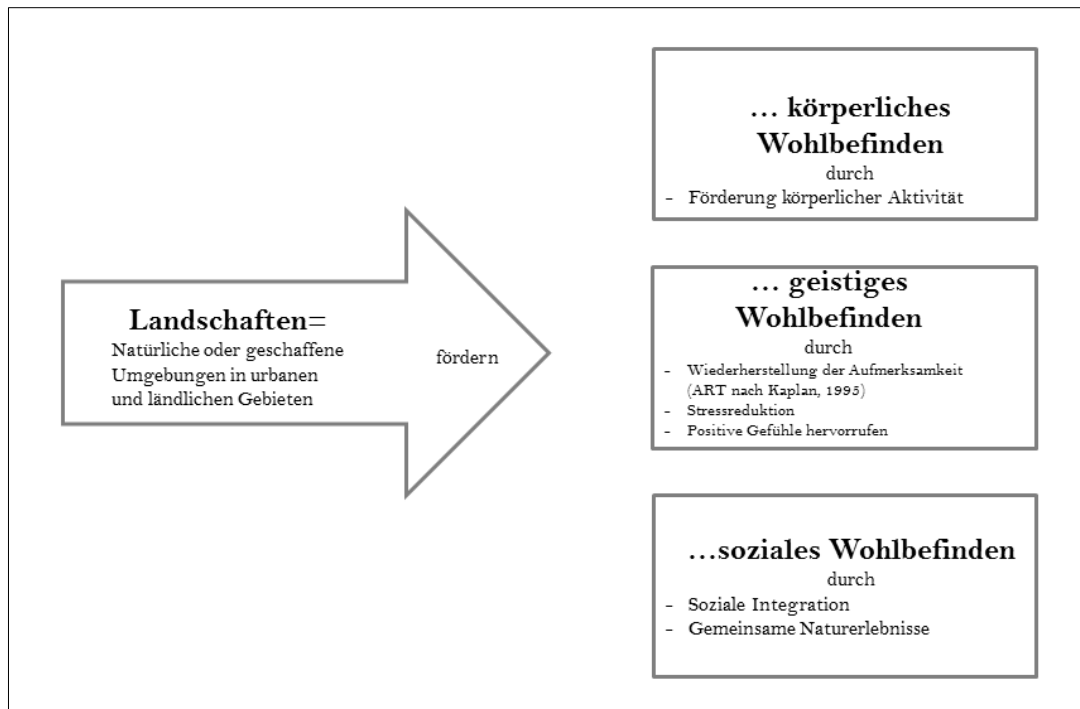 Landschaften=
Natürliche oder geschaffene
Umgebungen in urbanen
und ländlichen Gebieten
fördern
... körperliches
Wohlbefinden
durch
- Förderung körperlicher Aktivität
... geistiges
Wohlbefinden
durch
- Wiederherstellung der Aufmerksamkeit
(ART nach Kaplan, 1995)
- Stressreduktion
- Positive Gefühle hervorrufen
...soziales Wohlbefinden
durch
- Soziale Integration
- Gemeinsame Naturerlebnisse